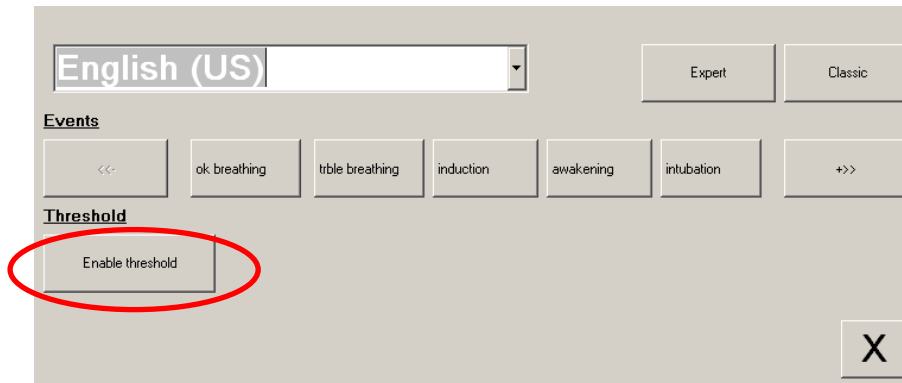 English (US)
Expert Classic
Events
<<- ok breathing trble breathing induction awakening intubation +>>
Threshold
Enable threshold
X